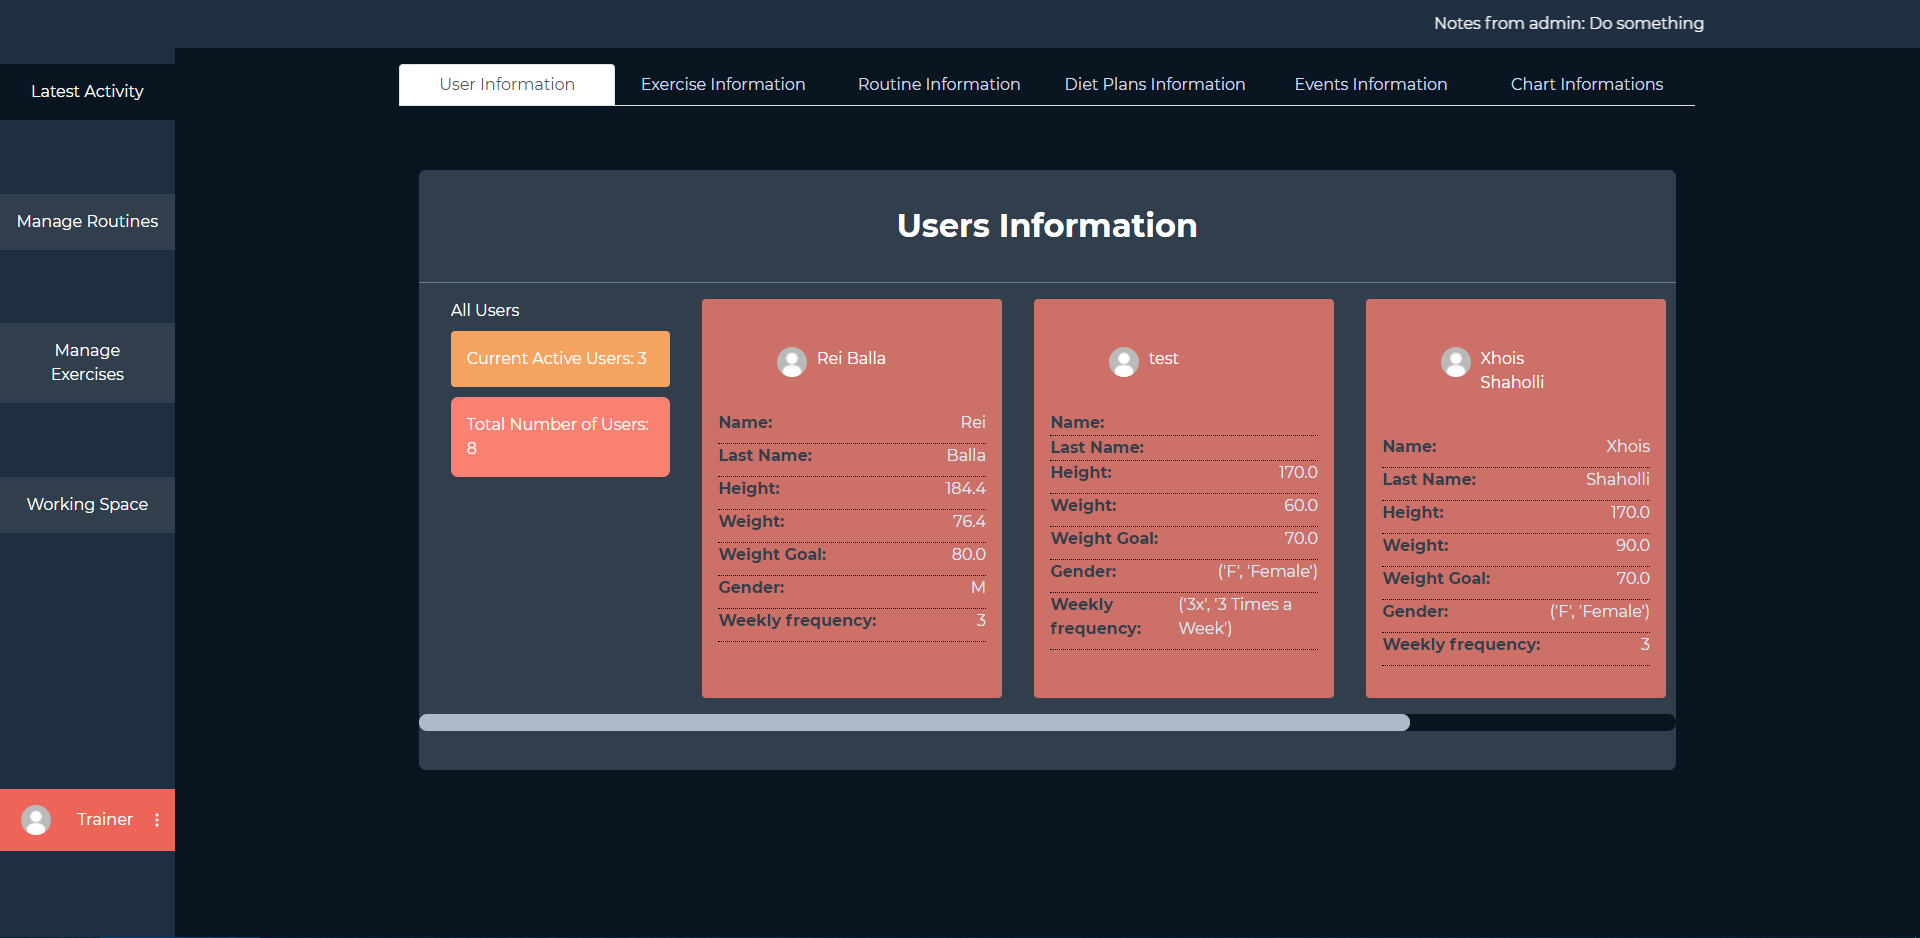 Notes from admin: Do something
Latest Activity
Manage Routines
Manage
Exercises
Working Space
Trainer
User Information
Exercise Information
Routine Information
Diet Plans Information
Events Information
Chart Informations
Users Information
All Users
Current Active Users: 3
Total Number of Users:
8
Rei Balla
Name: Rei
Last Name: Balla
Height: 184.4
Weight: 76.4
Weight Goal: 80.0
Gender: M
Weekly frequency: 3
test
Name:
Last Name:
Height: 170.0
Weight: 60.0
Weight Goal: 70.0
Gender: ('F', 'Female')
Weekly ('3x', '3 Times a
frequency: Week')
Xhois
Shaholli
Name: Xhois
Last Name: Shaholli
Height: 170.0
Weight: 90.0
Weight Goal: 70.0
Gender: ('F', 'Female')
Weekly frequency: 3